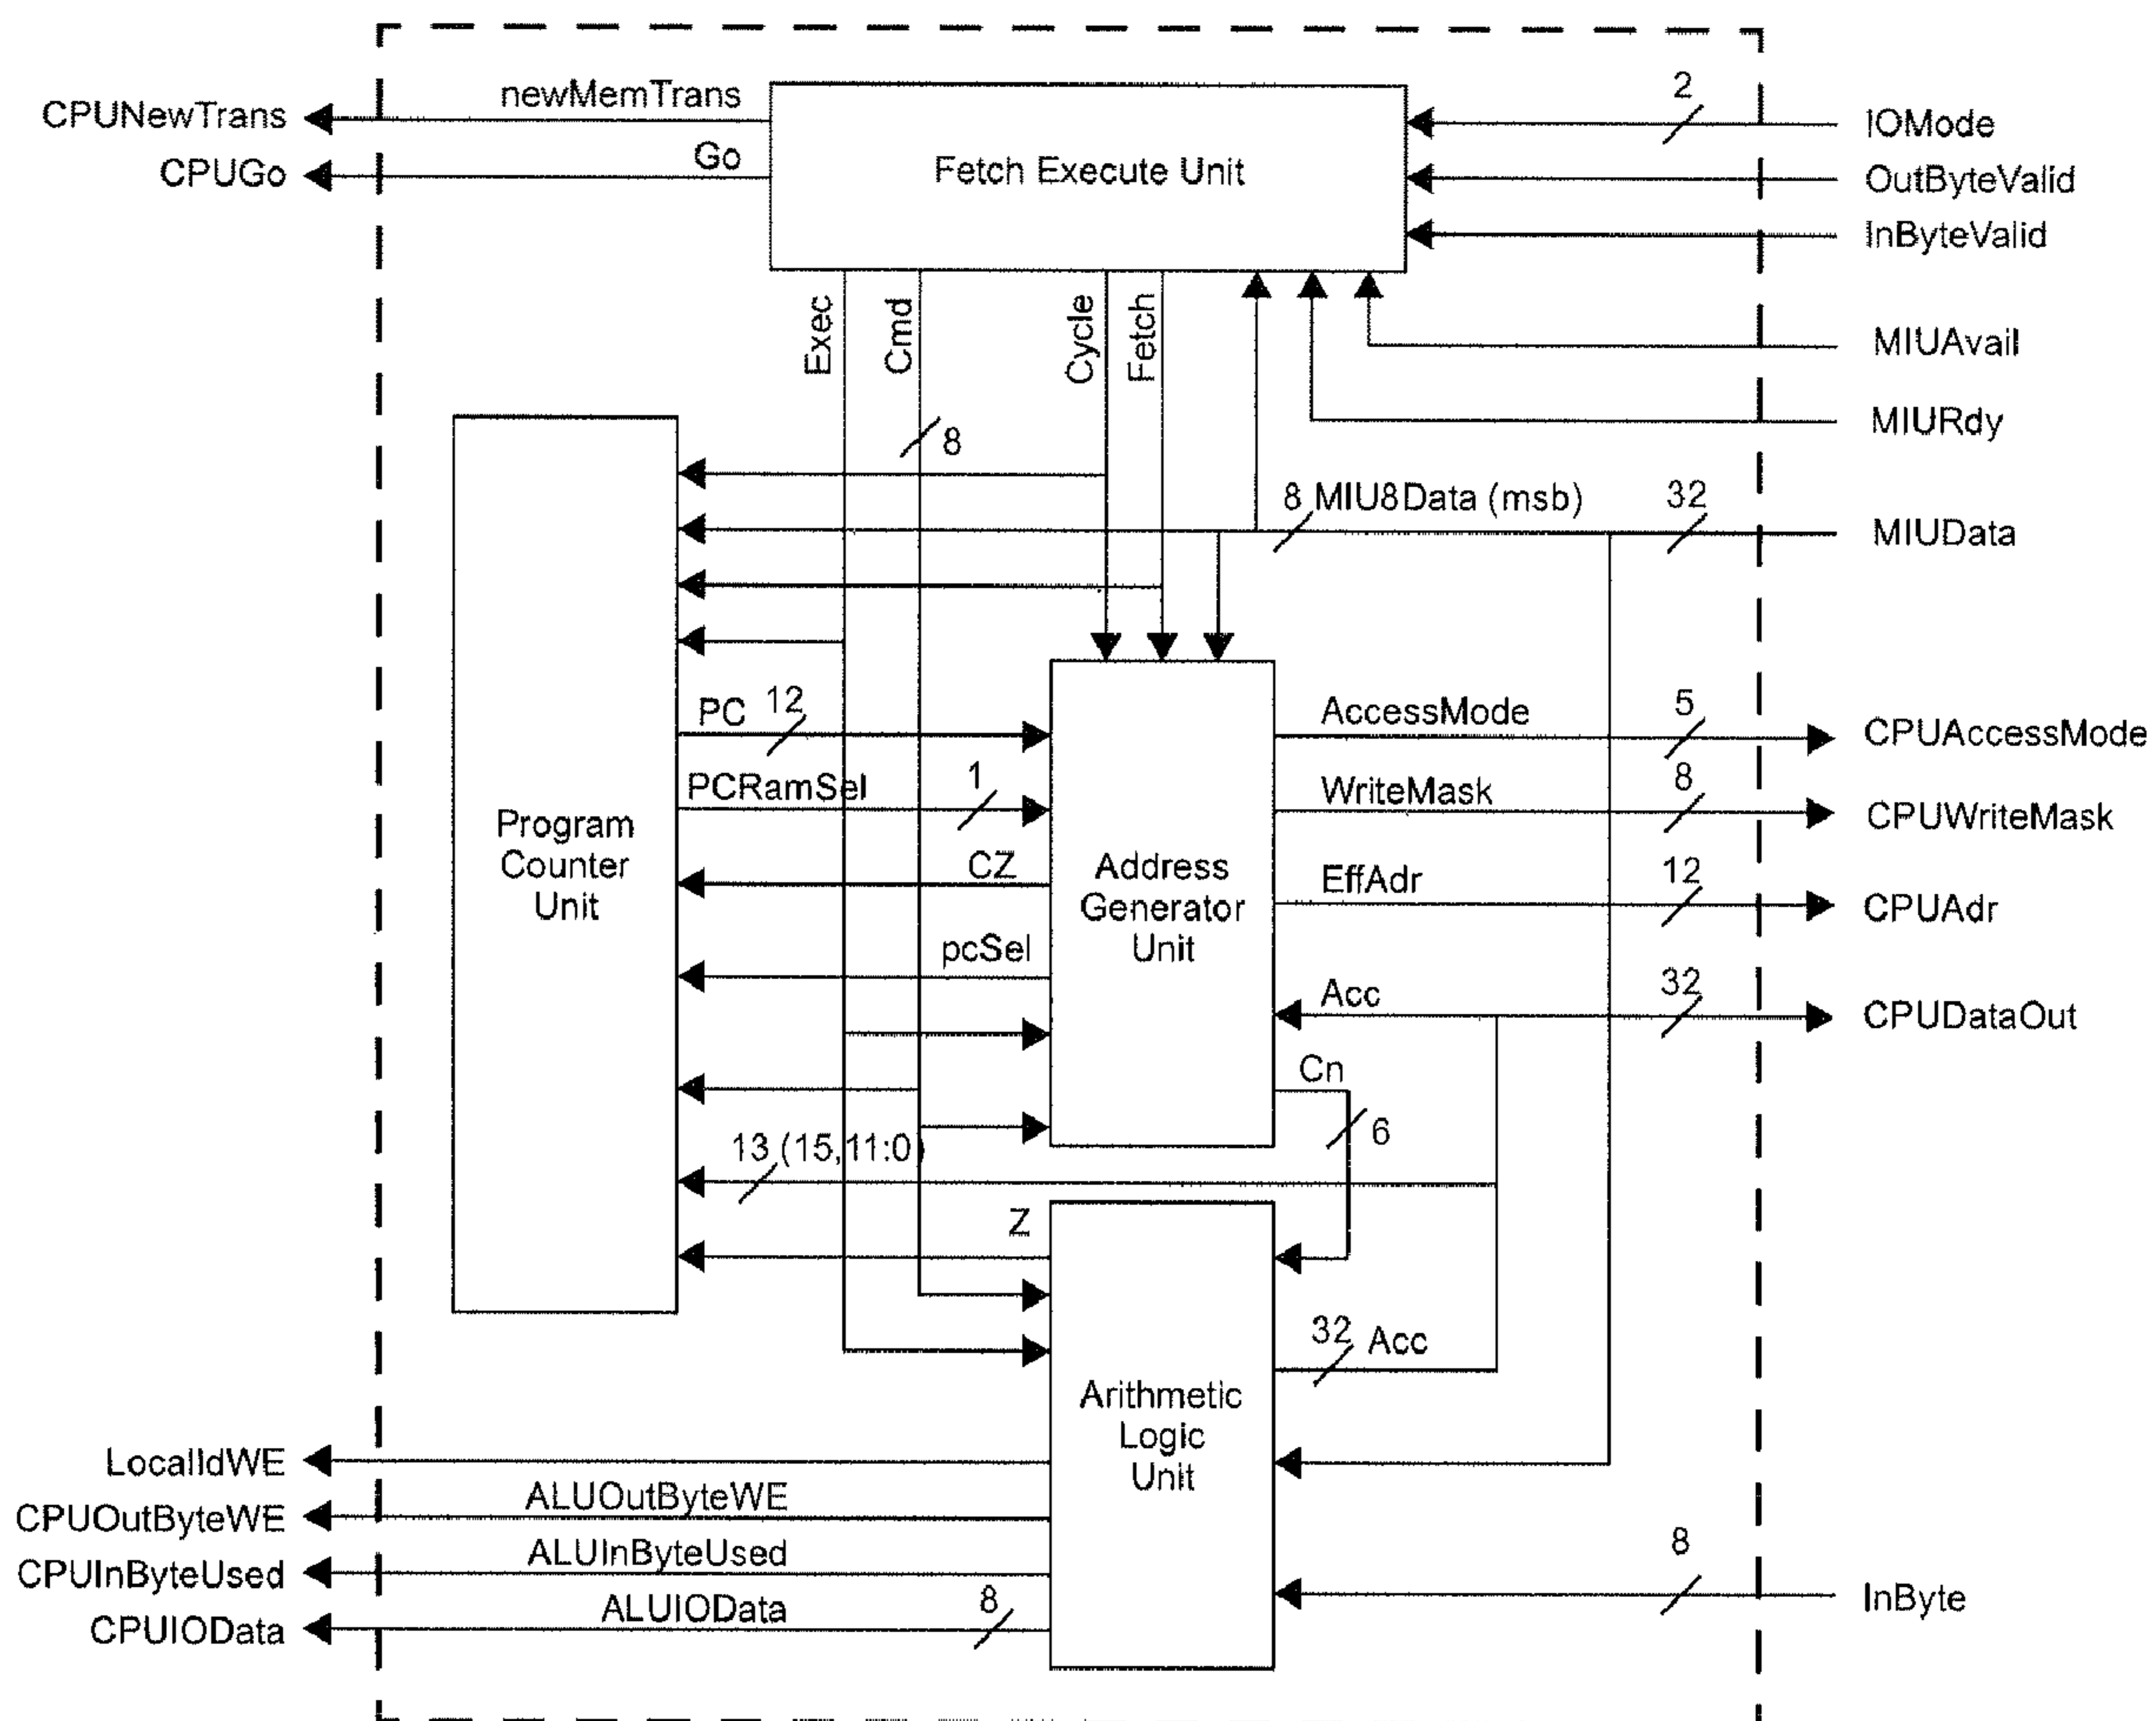 newMemTrans
CPUNewTrans
Go
CPUGo
Fetch Execute Unit
2
IOMode
OutByteValid
InByteValid
Exec
Cmd
Cycle
Fetch
MIUAvail
MIURdy
8
8 MIU8Data (msb)
32
MIUData
PC 12
AccessMode
5
CPUAccessMode
PCRamSel
1
WriteMask
8
CPUWriteMask
Program
Counter
Unit
CZ
Address
Generator
Unit
EffAdr
12
CPUAdr
pcSel
Acc
32
CPUDataOut
Cn
6
13 (15,11:0)
Z
32 Acc
Arithmetic
Logic
Unit
LocalIdWE
ALUOutByteWE
CPUOutByteWE
ALUInByteUsed
CPUInByteUsed
8
InByte
ALUIOData
8
CPUIOData